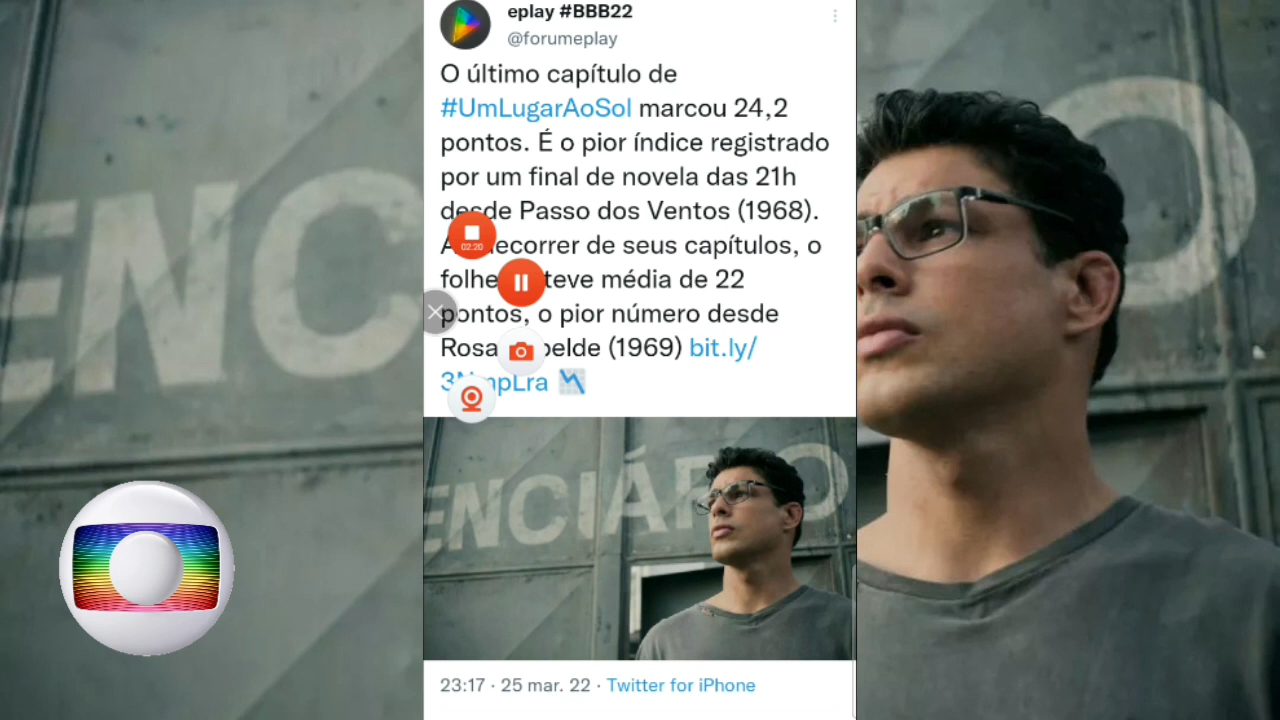 eplay #BBB22
@forumeplay
O último capítulo de
#UmLugarAoSol marcou 24,2
pontos. É o pior índice registrado
por um final de novela das 21h
desde Passo dos Ventos (1968).
decorrer de seus capítulos, o
teve média de 22
pontos, o pior número desde
Rosa (1969) bit.ly/
02:20
ENC
O
ENCIÁRIO
23:17 · 25 mar. 22 · Twitter for iPhone